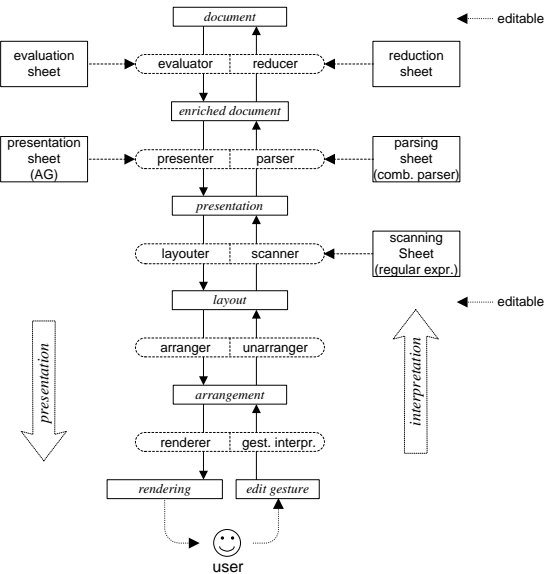 document
editable
evaluation
sheet
evaluator
reducer
reduction
sheet
enriched document
presentation
sheet
(AG)
presenter
parser
parsing
sheet
(comb. parser)
presentation
layouter
scanner
scanning
Sheet
(regular expr.)
layout
editable
arranger
unarranger
presentation
interpretation
arrangement
renderer
gest. interpr.
rendering
edit gesture
user